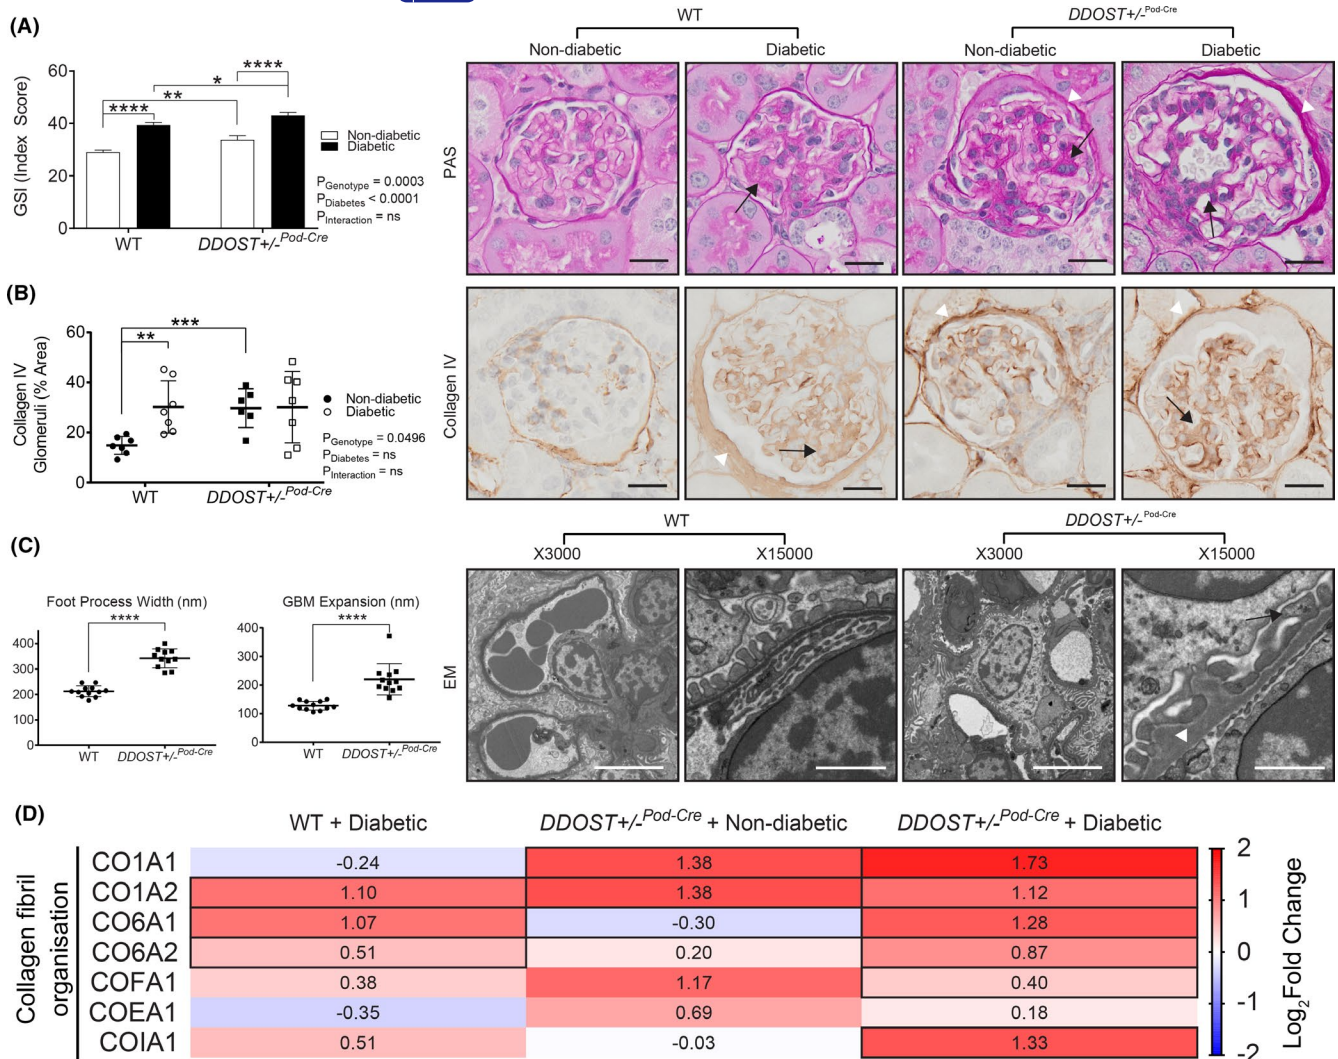 (A)
GSI (Index Score)
60
40
20
0
****
**
*
****
WT
DDOST+/-Pod-Cre
Non-diabetic
Diabetic
PGenotype = 0.0003
PDiabetes < 0.0001
PInteraction = ns
WT
DDOST+/-Pod-Cre
Non-diabetic
Diabetic
Non-diabetic
Diabetic
PAS
(B)
Collagen IV
Glomeruli (% Area)
60
40
20
0
**
***
WT
DDOST+/-Pod-Cre
Non-diabetic
Diabetic
PGenotype = 0.0496
PDiabetes = ns
PInteraction = ns
Collagen IV
(C)
Foot Process Width (nm)
****
400
300
200
100
0
WT
DDOST+/-Pod-Cre
GBM Expansion (nm)
****
400
300
200
100
0
WT
DDOST+/-Pod-Cre
WT
DDOST+/-Pod-Cre
X3000
X15000
X3000
X15000
EM
(D)
WT + Diabetic
DDOST+/-Pod-Cre + Non-diabetic
DDOST+/-Pod-Cre + Diabetic
Collagen fibril
organisation
CO1A1 -0.24 1.38 1.73
CO1A2 1.10 1.38 1.12
CO6A1 1.07 -0.30 1.28
CO6A2 0.51 0.20 0.87
COFA1 0.38 1.17 0.40
COEA1 -0.35 0.69 0.18
COIA1 0.51 -0.03 1.33
2
1
0
-1
-2
Log2Fold Change